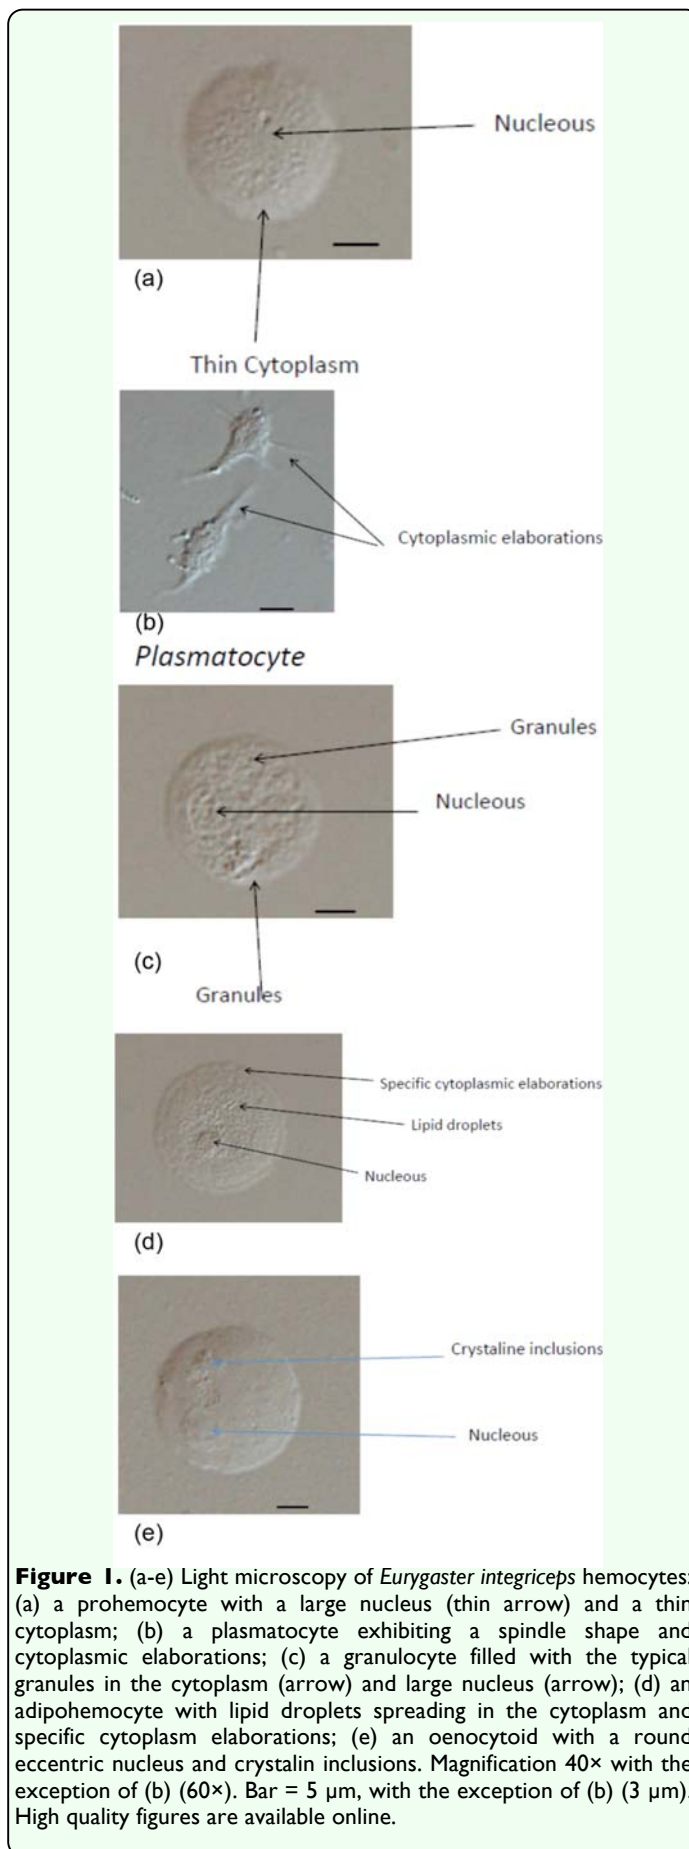 Nucleous
(a)
Thin Cytoplasm
Cytoplasmic elaborations
(b)
Plasmatocyte
Granules
Nucleous
(c)
Granules
Specific cytoplasmic elaborations
Lipid droplets
Nucleous
(d)
Crystaline inclusions
Nucleous
(e)
Figure 1. (a-e) Light microscopy of Eurygaster integriceps hemocytes:
(a) a prohemocyte with a large nucleus (thin arrow) and a thin
cytoplasm; (b) a plasmatocyte exhibiting a spindle shape and
cytoplasmic elaborations; (c) a granulocyte filled with the typical
granules in the cytoplasm (arrow) and large nucleus (arrow); (d) an
adipohemocyte with lipid droplets spreading in the cytoplasm and
specific cytoplasm elaborations; (e) an oenocytoid with a round
eccentric nucleus and crystalin inclusions. Magnification 40× with the
exception of (b) (60×). Bar = 5 µm, with the exception of (b) (3 µm).
High quality figures are available online.